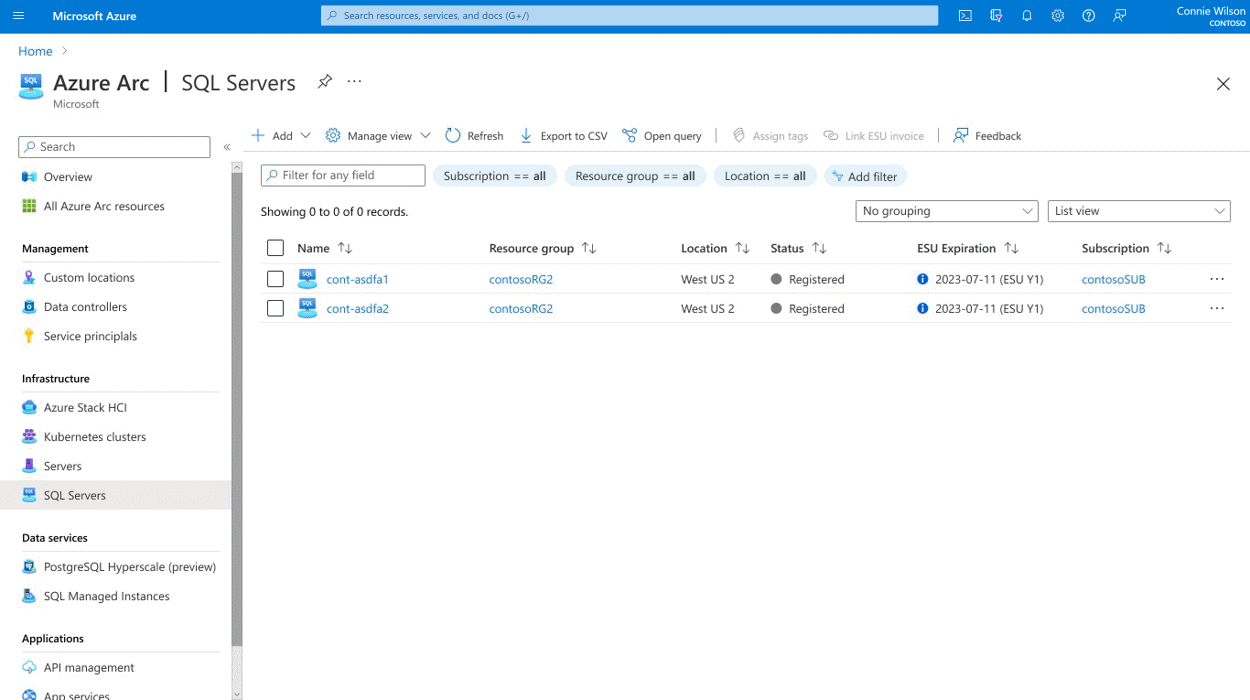 Microsoft Azure
Search resources, services, and docs (G+/)
Connie Wilson
CONTOSO
Home
Azure Arc | SQL Servers
Microsoft
Search
Overview
All Azure Arc resources
Management
Custom locations
Data controllers
Service principlals
Infrastructure
Azure Stack HCI
Kubernetes clusters
Servers
SQL Servers
Data services
PostgreSQL Hyperscale (preview)
SQL Managed Instances
Applications
API management
App services
Add Manage view Refresh Export to CSV Open query Assign tags Link ESU invoice Feedback
Filter for any field Subscription == all Resource group == all Location == all Add filter
Showing 0 to 0 of 0 records. No grouping List view
Name Resource group Location Status ESU Expiration Subscription
SQL cont-asdfa1 contosoRG2 West US 2 Registered 2023-07-11 (ESU Y1) contosoSUB
SQL cont-asdfa2 contosoRG2 West US 2 Registered 2023-07-11 (ESU Y1) contosoSUB